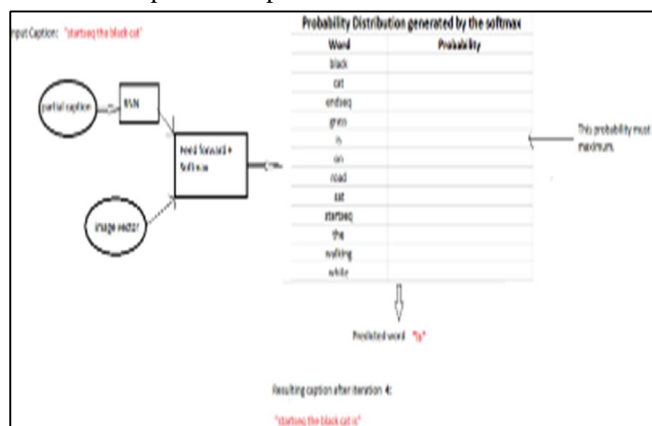 Input Caption: "startseq the black cat"
Probability Distribution generated by the softmax
Word Probability
black
cat
endseq
grass
is
on
road
sat
startseq
the
walking
white
partial caption
RNN
Feed forward +
Softmax
image vector
This probability must
maximum.
Predicted word "is"
Resulting caption after iteration 4:
"startseq the black cat is"